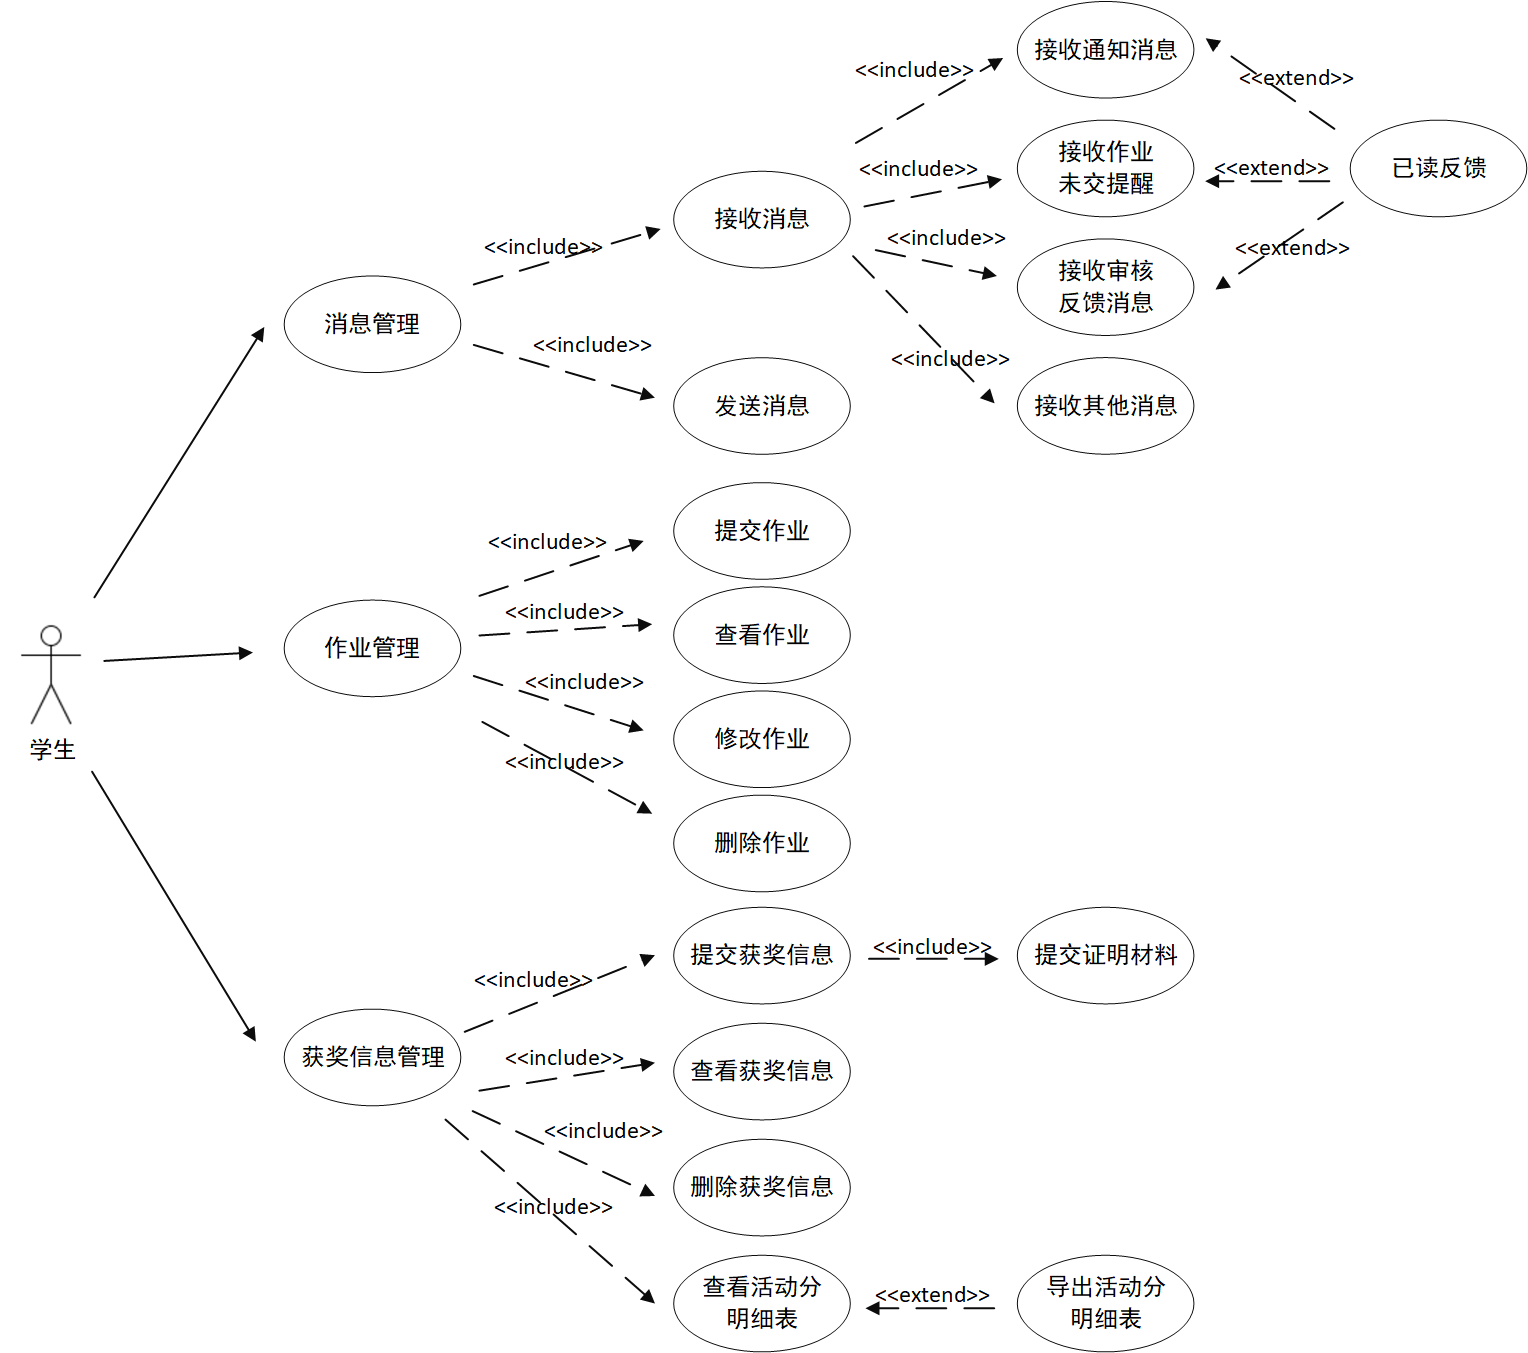 接收通知消息
<<include>>
<<extend>>
接收作业
未交提醒
<<include>>
<<extend>>
已读反馈
接收消息
<<include>>
<<include>>
<<extend>>
接收审核
反馈消息
消息管理
<<include>>
<<include>>
接收其他消息
发送消息
<<include>>
提交作业
<<include>>
查看作业
作业管理
<<include>>
修改作业
<<include>>
学生
<<include>>
删除作业
提交获奖信息
<<include>>
提交证明材料
<<include>>
获奖信息管理
<<include>>
查看获奖信息
<<include>>
删除获奖信息
<<include>>
查看活动分
明细表
<<extend>>
导出活动分
明细表